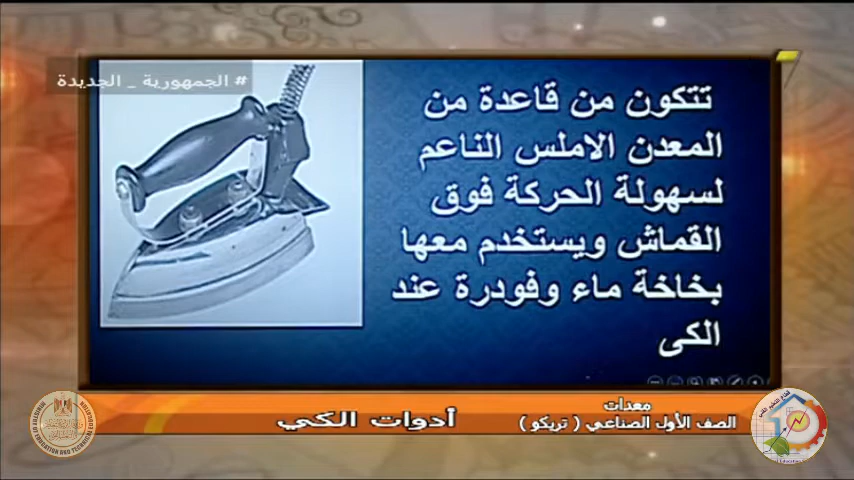 # الجمهورية _ الجديدة
تتكون من قاعدة من
المعدن الاملس الناعم
لسهولة الحركة فوق
القماش ويستخدم معها
بخاخة ماء وفودرة عند
الكى
معدات
الصف الأول الصناعي ( تريكو )
أدوات الكي